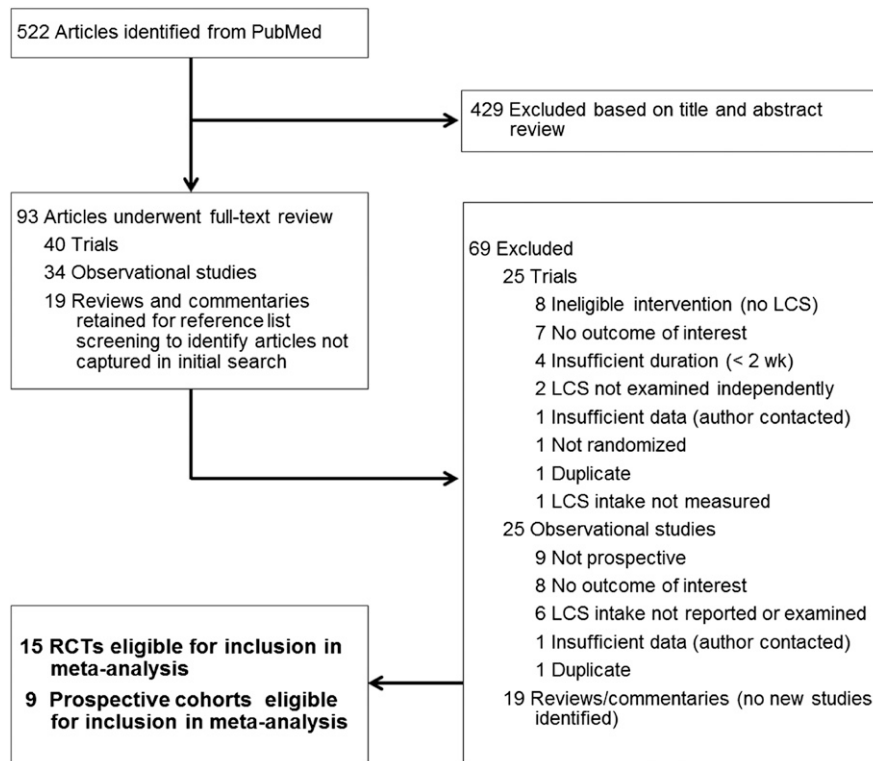 522 Articles identified from PubMed
429 Excluded based on title and abstract
review
93 Articles underwent full-text review
40 Trials
34 Observational studies
19 Reviews and commentaries
retained for reference list
screening to identify articles not
captured in initial search
69 Excluded
25 Trials
8 Ineligible intervention (no LCS)
7 No outcome of interest
4 Insufficient duration (< 2 wk)
2 LCS not examined independently
1 Insufficient data (author contacted)
1 Not randomized
1 Duplicate
1 LCS intake not measured
25 Observational studies
9 Not prospective
8 No outcome of interest
6 LCS intake not reported or examined
1 Insufficient data (author contacted)
1 Duplicate
19 Reviews/commentaries (no new studies
identified)
15 RCTs eligible for inclusion in
meta-analysis
9 Prospective cohorts eligible
for inclusion in meta-analysis